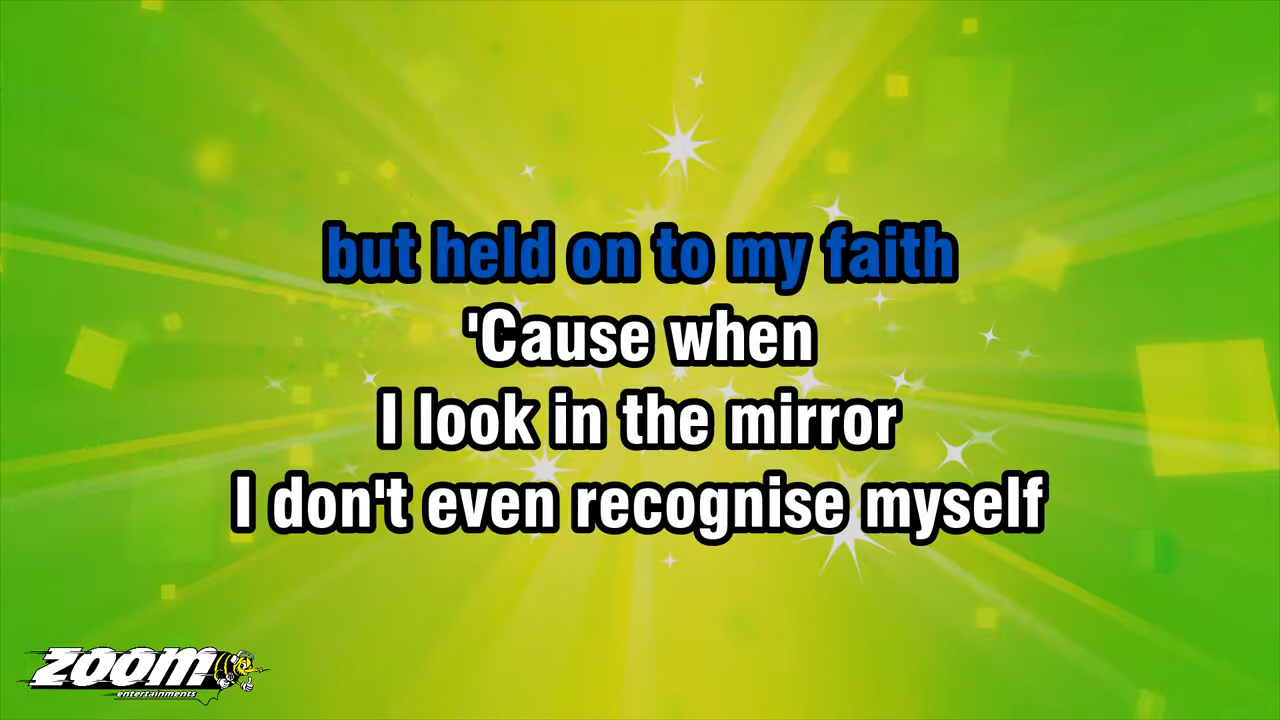 but held on to my faith
'Cause when
I look in the mirror
I don't even recognise myself
zoom
entertainments